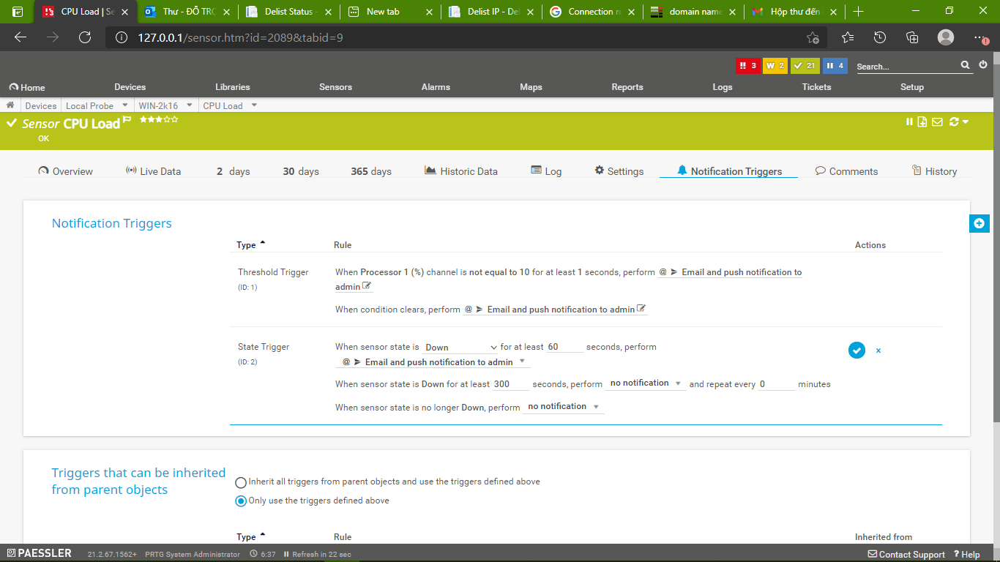 CPU Load | Se
Thư - ĐỖ TRỌ
Delist Status -
New tab
Delist IP - Del
Connection re
domain name
Hộp thư đến
127.0.0.1/sensor.htm?id=2089&tabid=9
3
W 2
21
4
Search...
Home
Devices
Libraries
Sensors
Alarms
Maps
Reports
Logs
Tickets
Setup
Devices
Local Probe
WIN-2k16
CPU Load
Sensor CPU Load
OK
Overview
Live Data
2 days
30 days
365 days
Historic Data
Log
Settings
Notification Triggers
Comments
History
Notification Triggers
Type
Rule
Actions
Threshold Trigger
(ID: 1)
When Processor 1 (%) channel is not equal to 10 for at least 1 seconds, perform @ Email and push notification to
admin
When condition clears, perform @ Email and push notification to admin
State Trigger
(ID: 2)
When sensor state is Down for at least 60 seconds, perform
@ Email and push notification to admin
When sensor state is Down for at least 300 seconds, perform no notification and repeat every 0 minutes
When sensor state is no longer Down, perform no notification
Triggers that can be inherited
from parent objects
Inherit all triggers from parent objects and use the triggers defined above
Only use the triggers defined above
Type
Rule
Inherited from
PAESSLER
21.2.67.1562+
PRTG System Administrator
6:37
Refresh in 22 sec
Contact Support
? Help